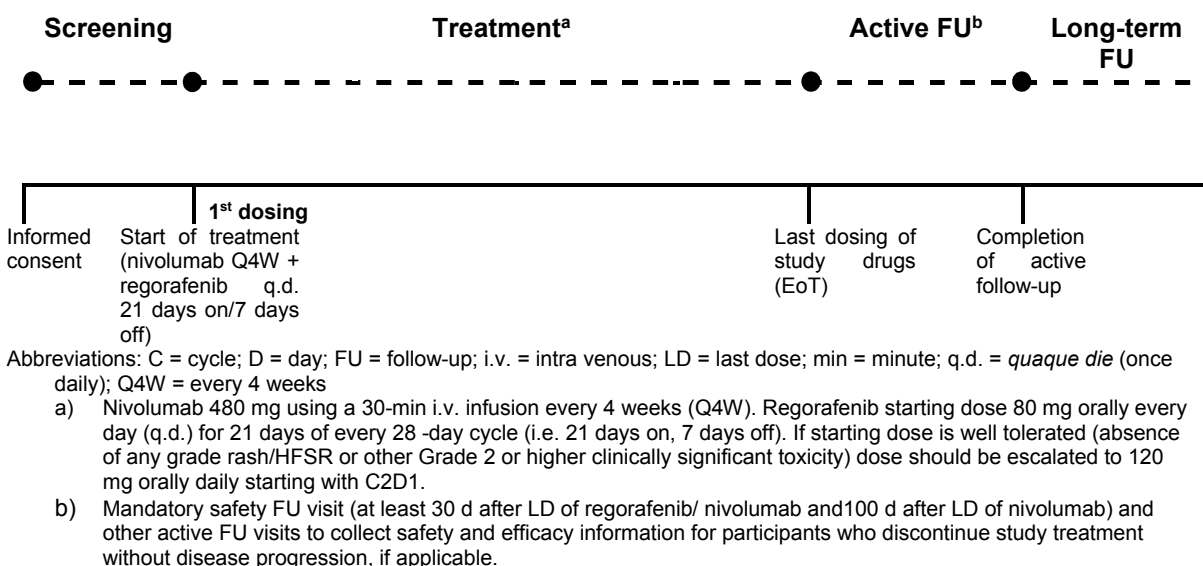 Screening
Treatmentᵃ
Active FUᵇ
Long-term
FU
1ˢᵗ dosing
Informed
consent
Start of treatment
(nivolumab Q4W +
regorafenib q.d.
21 days on/7 days
off)
Last dosing of
study drugs
(EoT)
Completion
of active
follow-up
Abbreviations: C = cycle; D = day; FU = follow-up; i.v. = intra venous; LD = last dose; min = minute; q.d. = quaque die (once
daily); Q4W = every 4 weeks
a) Nivolumab 480 mg using a 30-min i.v. infusion every 4 weeks (Q4W). Regorafenib starting dose 80 mg orally every
day (q.d.) for 21 days of every 28 -day cycle (i.e. 21 days on, 7 days off). If starting dose is well tolerated (absence
of any grade rash/HFSR or other Grade 2 or higher clinically significant toxicity) dose should be escalated to 120
mg orally daily starting with C2D1.
b) Mandatory safety FU visit (at least 30 d after LD of regorafenib/ nivolumab and100 d after LD of nivolumab) and
other active FU visits to collect safety and efficacy information for participants who discontinue study treatment
without disease progression, if applicable.